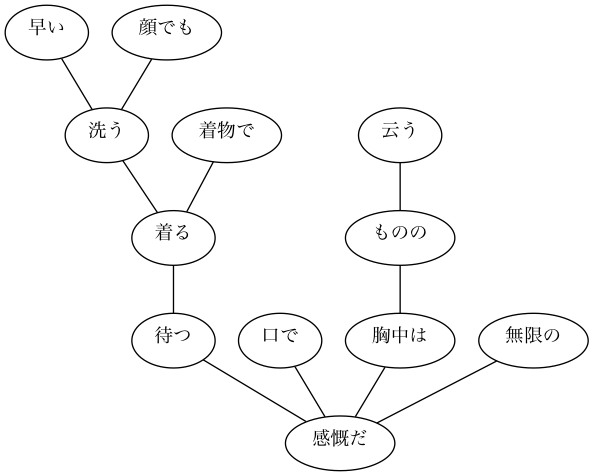 早い 顔でも
洗う 着物で 云う
着る ものの
待つ 口で 胸中は 無限の
感慨だ